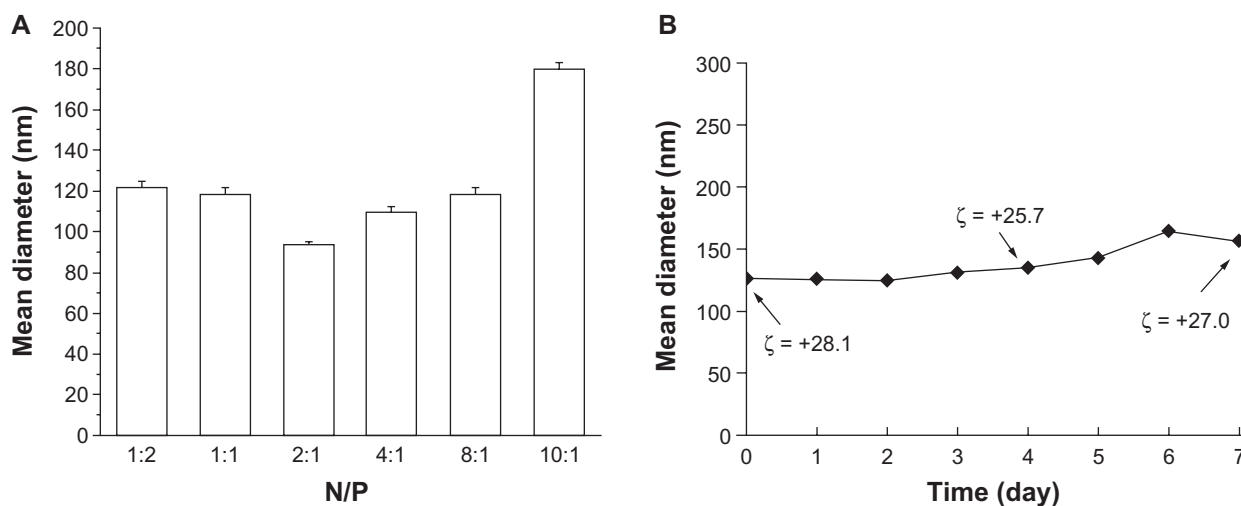 A
Mean diameter (nm)
200
180
160
140
120
100
80
60
40
20
0
1:2 1:1 2:1 4:1 8:1 10:1
N/P
B
Mean diameter (nm)
300
250
200
150
100
50
0
ζ = +25.7
ζ = +28.1
ζ = +27.0
0 1 2 3 4 5 6 7
Time (day)